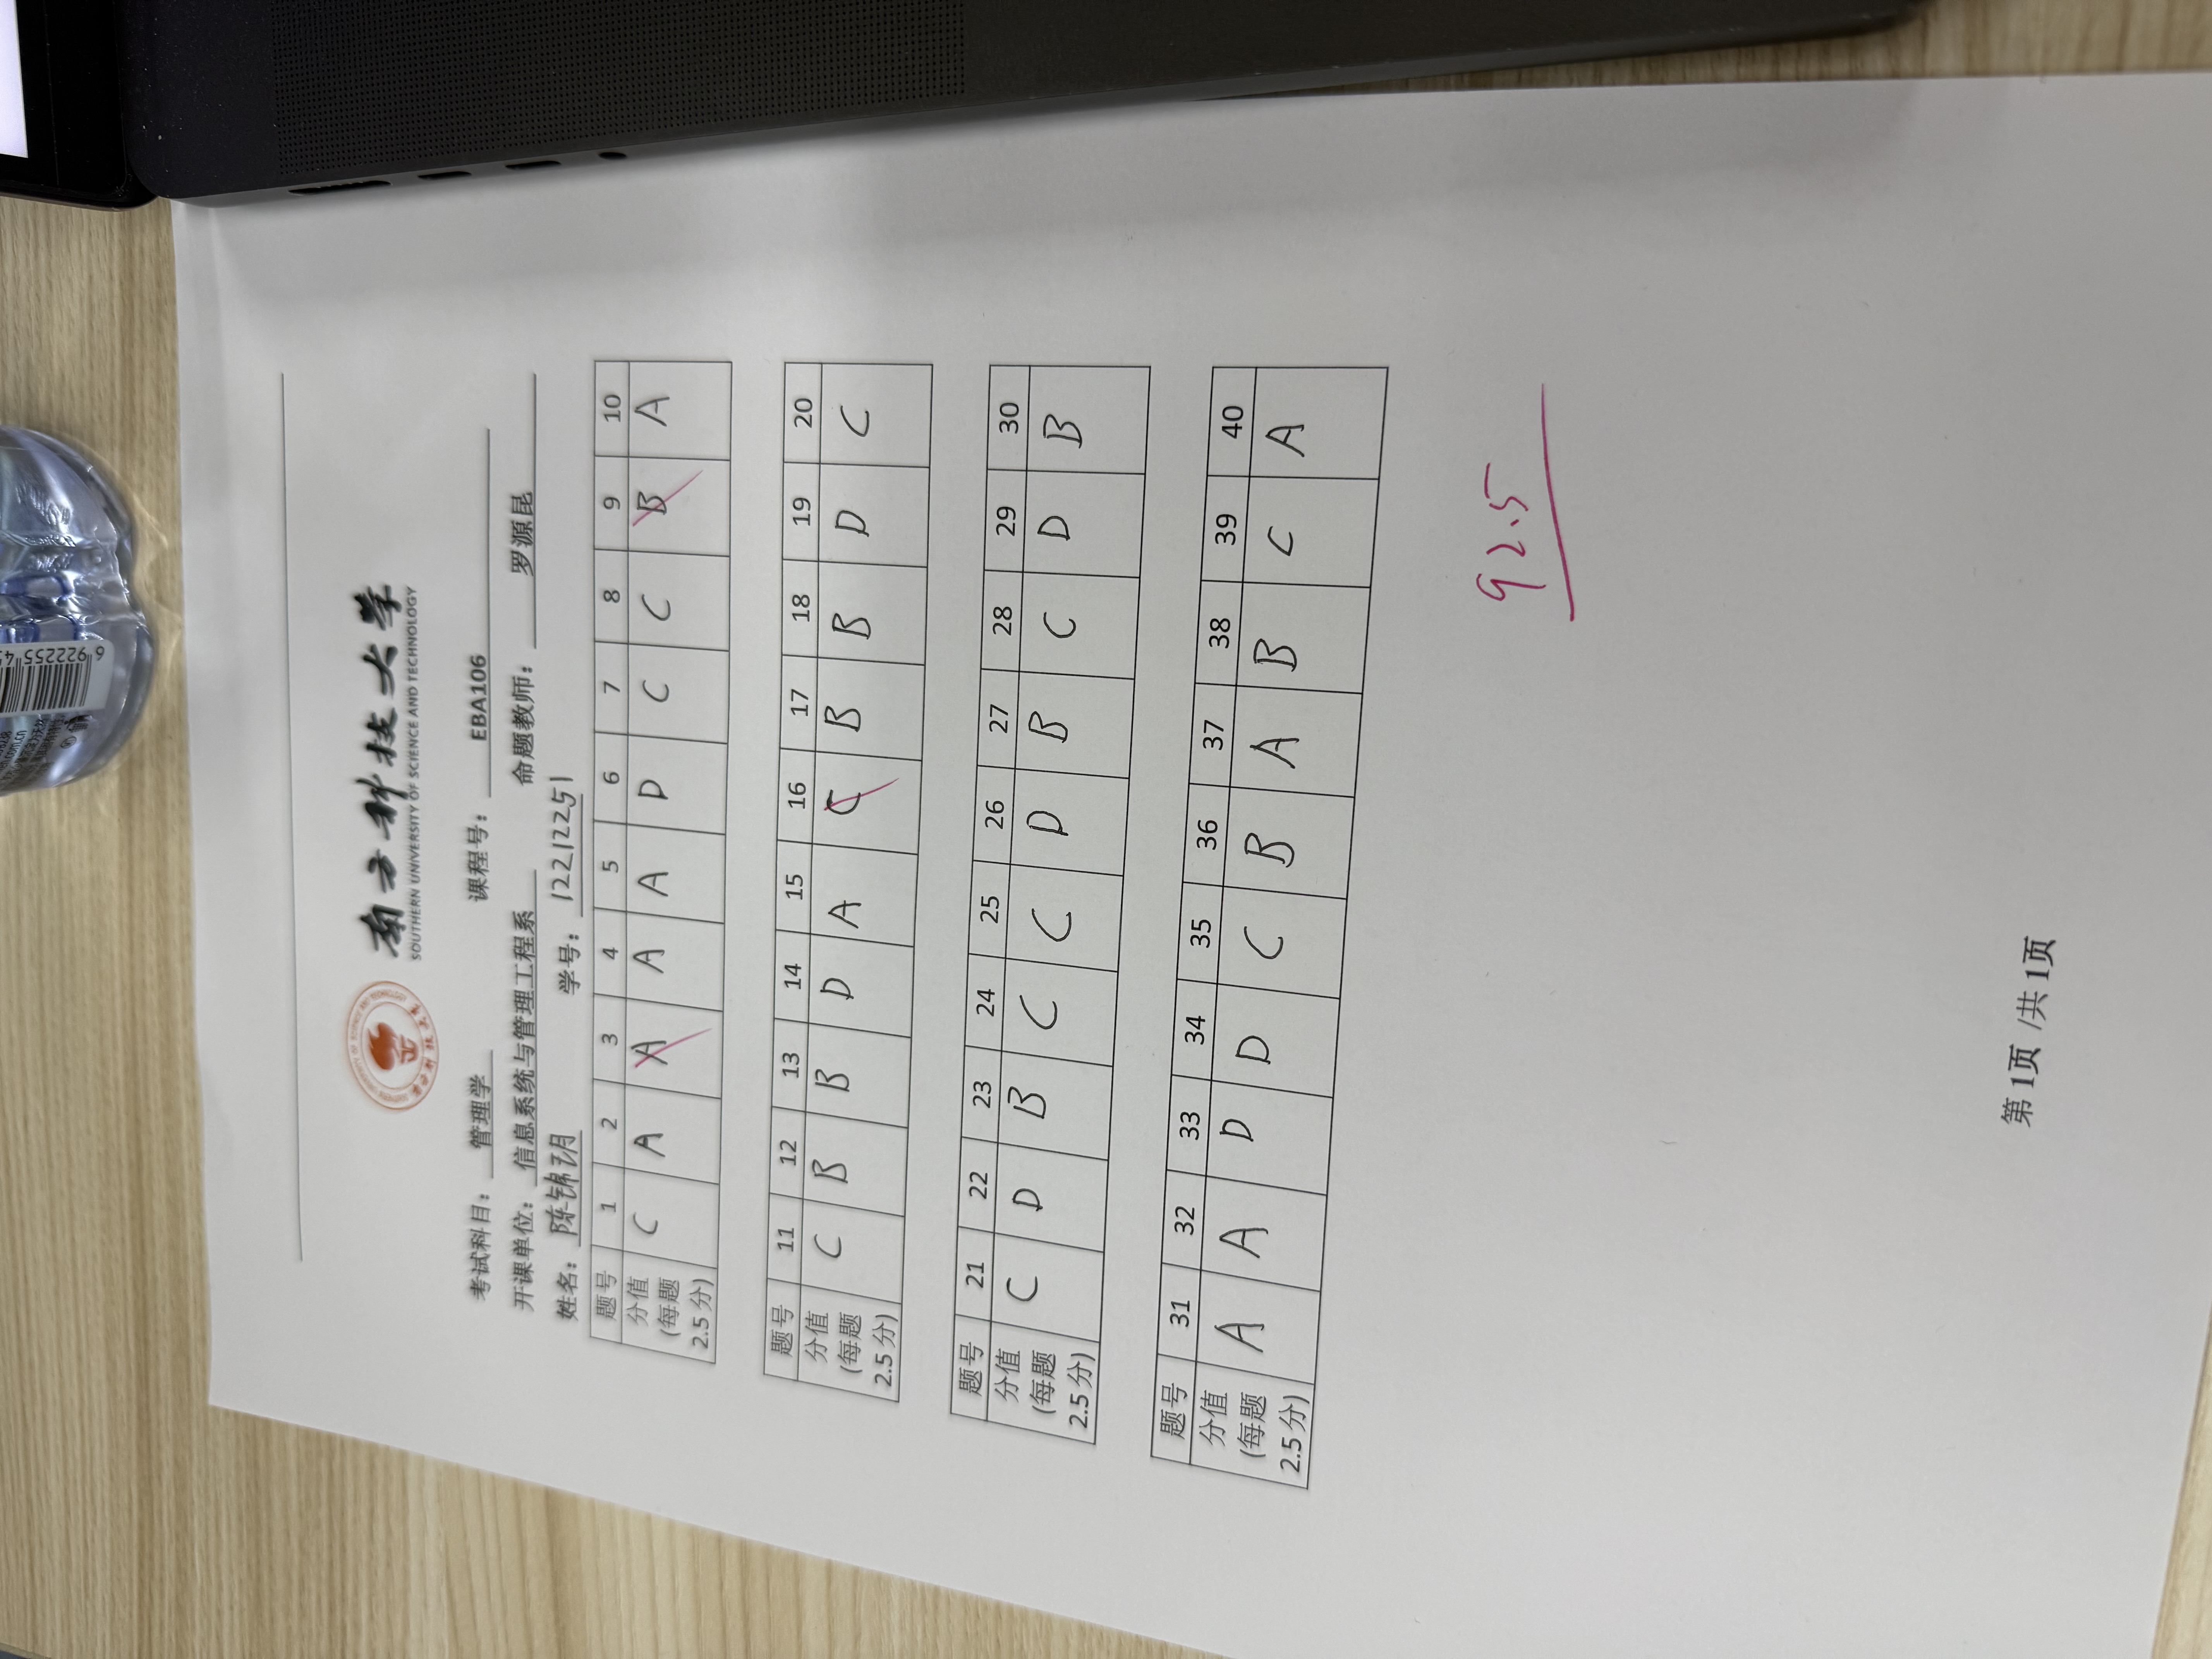 6 922255 4
南方科技大学
SOUTHERN UNIVERSITY OF SCIENCE AND TECHNOLOGY
考试科目： 管理学 课程号： EBA106
开课单位： 信息系统与管理工程系 命题教师： 罗源昆
姓名： 陈锦玥 学号： 12212251
题号 1 2 3 4 5 6 7 8 9 10
分值(每题2.5分) C A A A A D C C B A
题号 11 12 13 14 15 16 17 18 19 20
分值(每题2.5分) C B B D A C B B D C
题号 21 22 23 24 25 26 27 28 29 30
分值(每题2.5分) C D B C C D B C D B
题号 31 32 33 34 35 36 37 38 39 40
分值(每题2.5分) A A D D C B A B C A
92.5
第1页 /共1页